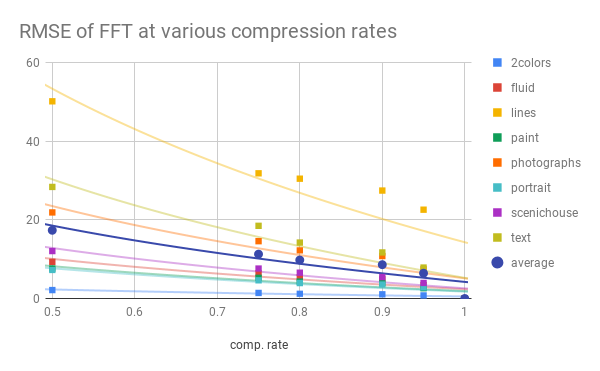 RMSE of FFT at various compression rates
60
40
20
0
0.5 0.6 0.7 0.8 0.9 1
comp. rate
2colors
fluid
lines
paint
photographs
portrait
scenichouse
text
average